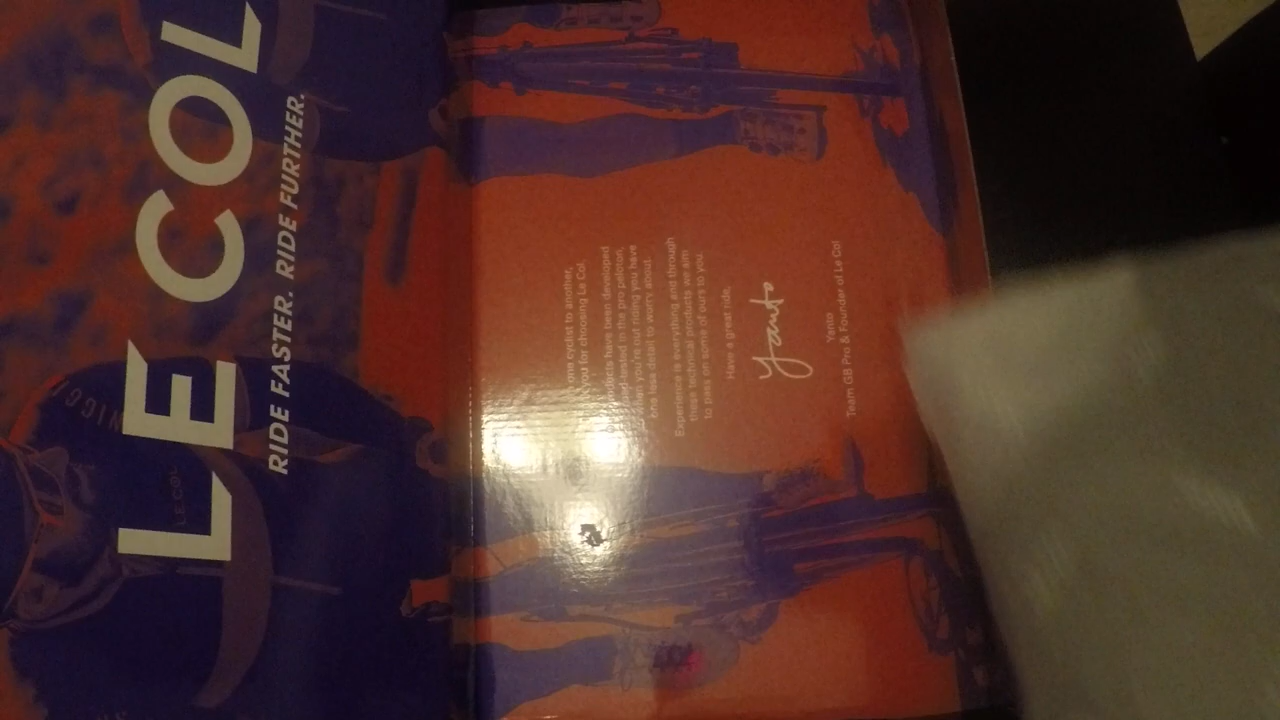 LE COL
RIDE FASTER. RIDE FURTHER.
one cyclist to another,
you for choosing Le Col.
products have been developed
and tested in the pro peloton,
when you're out riding you have
one less detail to worry about.
Experience is everything and through
these technical products we aim
to pass on some of ours to you.
Have a great ride,
Yanto
Yanto
Team GB Pro & Founder of Le Col
WIGG
LE COL